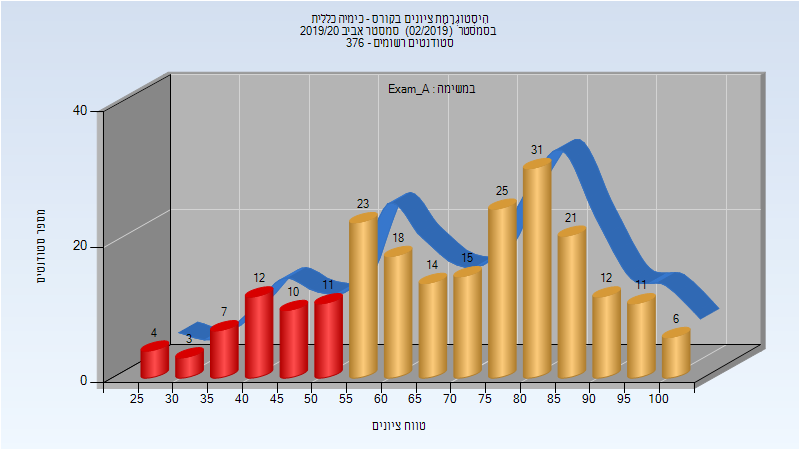 היסטוגרמת ציונים בקורס - כימיה כללית
בסמסטר (02/2019) סמסטר אביב 2019/20
סטודנטים רשומים - 376
במשימה : Exam_A
מספר סטודנטים
40
20
0
4
3
7
12
10
11
23
18
14
15
25
31
21
12
11
6
25 30 35 40 45 50 55 60 65 70 75 80 85 90 95 100
טווח ציונים